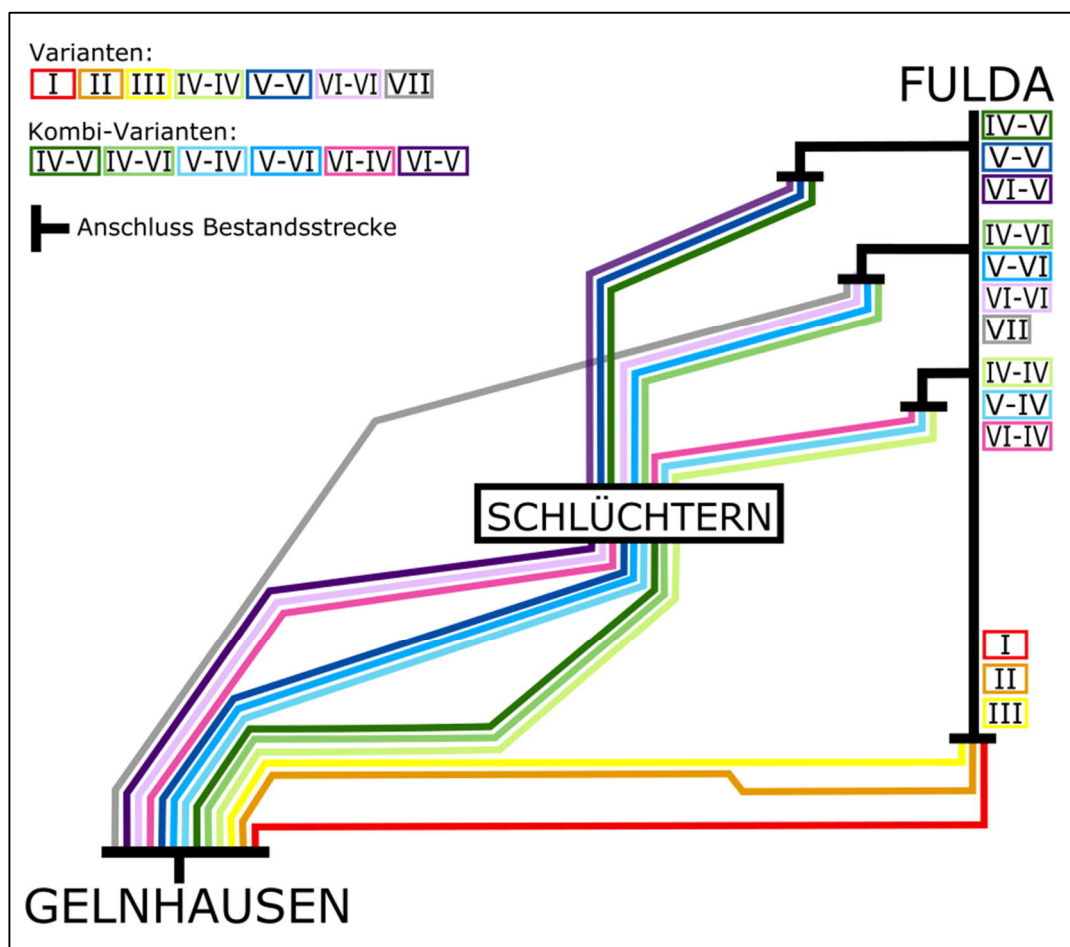 Varianten:
I II III IV-IV V-V VI-VI VII
Kombi-Varianten:
IV-V IV-VI V-IV V-VI VI-IV VI-V
Anschluss Bestandsstrecke
FULDA
IV-V
V-V
VI-V
IV-VI
V-VI
VI-VI
VII
IV-IV
V-IV
VI-IV
SCHLÜCHTERN
I
II
III
GELNHAUSEN